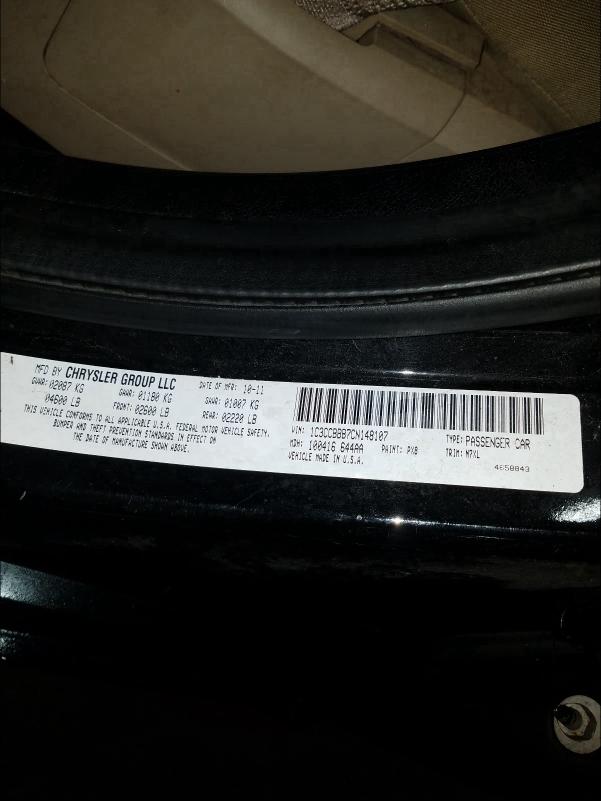 MFD BY CHRYSLER GROUP LLC DATE OF MFR: 10-11
GVWR: 02087 KG GAWR: 01180 KG GAWR: 01007 KG
04600 LB FRONT: 02600 LB REAR: 02220 LB
THIS VEHICLE CONFORMS TO ALL APPLICABLE U.S.A. FEDERAL MOTOR VEHICLE SAFETY,
BUMPER AND THEFT PREVENTION STANDARDS IN EFFECT ON
THE DATE OF MANUFACTURE SHOWN ABOVE.
VIN: 1C3CCBBB7CN148107 TYPE: PASSENGER CAR
MDH: 100416 644AA PAINT: PX8 TRIM: M7XL
VEHICLE MADE IN U.S.A. 4658843